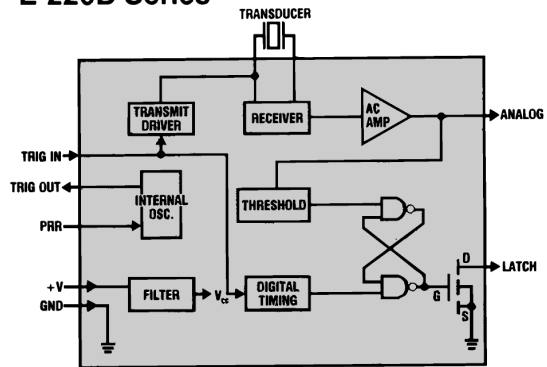 E-220B Series
TRANSDUCER
TRANSMIT
DRIVER
RECEIVER
AC
AMP
ANALOG
TRIG IN
TRIG OUT
INTERNAL
OSC.
PRR
THRESHOLD
D
LATCH
G
S
+V
FILTER
Vcc
DIGITAL
TIMING
GND